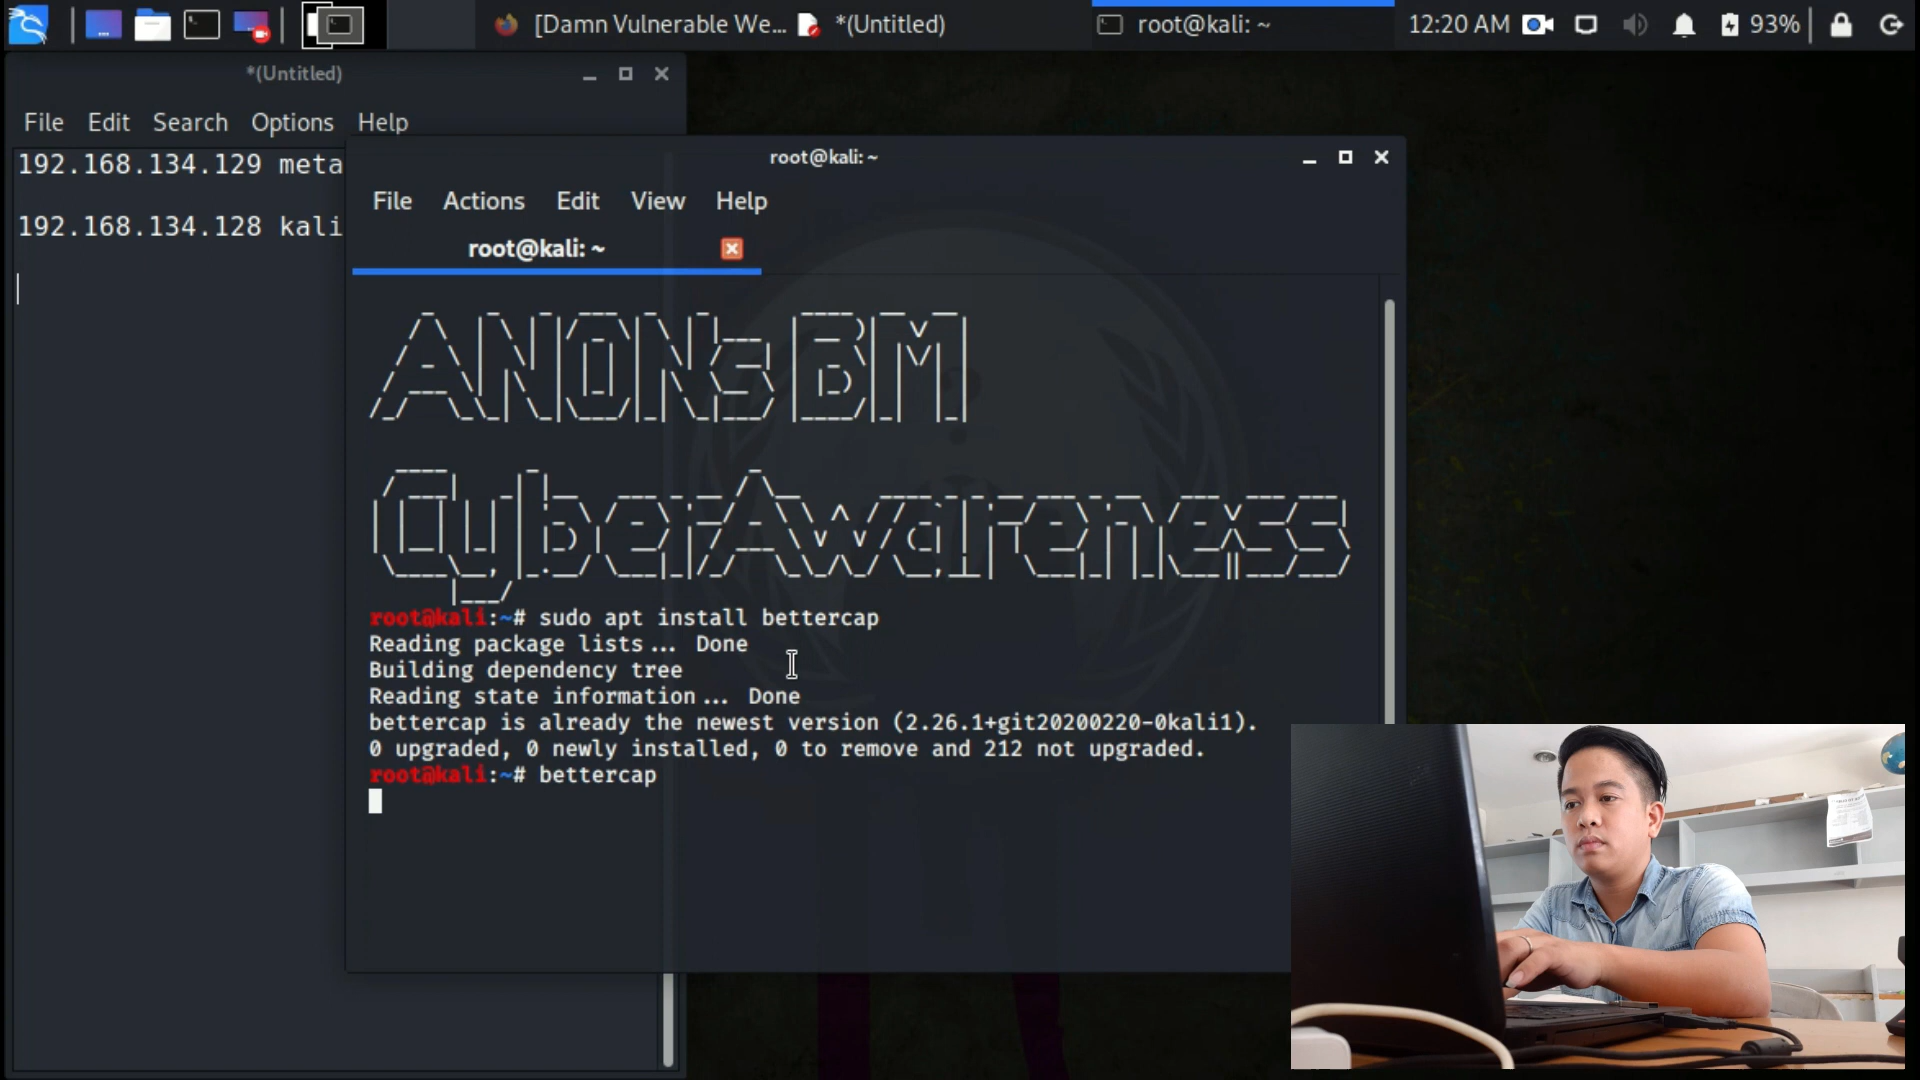 [Damn Vulnerable We... *(Untitled) root@kali: ~ 12:20 AM 93%
*(Untitled)
File Edit Search Options Help
192.168.134.129 meta
192.168.134.128 kali
root@kali: ~
File Actions Edit View Help
root@kali: ~
ANONs BM
CyberAwareness
root@kali:~# sudo apt install bettercap
Reading package lists... Done
Building dependency tree
Reading state information... Done
bettercap is already the newest version (2.26.1+git20200220-0kali1).
0 upgraded, 0 newly installed, 0 to remove and 212 not upgraded.
root@kali:~# bettercap